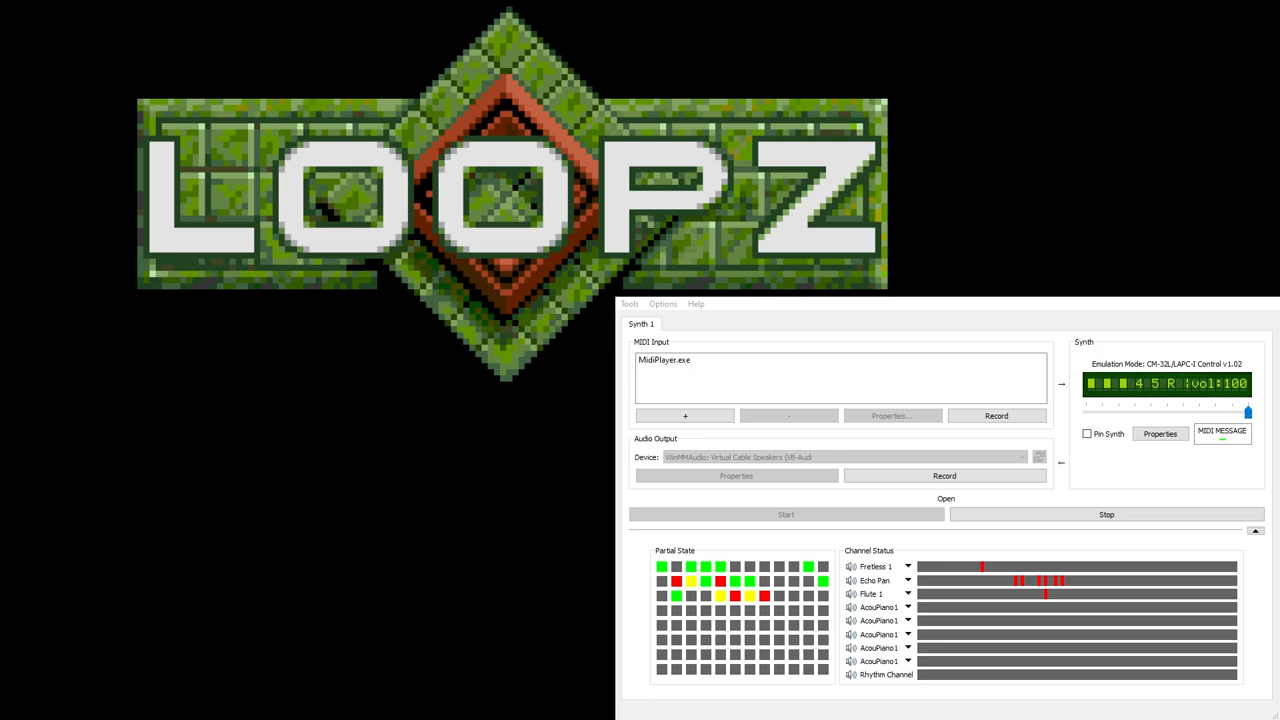 LOOPZ
Tools Options Help
Synth 1
MIDI Input
MidiPlayer.exe
+ - Properties... Record
Audio Output
Device: WinMMAudio: Virtual Cable Speakers (VB-Audi
Properties Record
Synth
Emulation Mode: CM-32L/LAPC-I Control v1.02
4 5 R |vol:100
Pin Synth Properties MIDI MESSAGE
Open
Start Stop
Partial State
Channel Status
Fretless 1
Echo Pan
Flute 1
AcouPiano1
AcouPiano1
AcouPiano1
AcouPiano1
AcouPiano1
Rhythm Channel